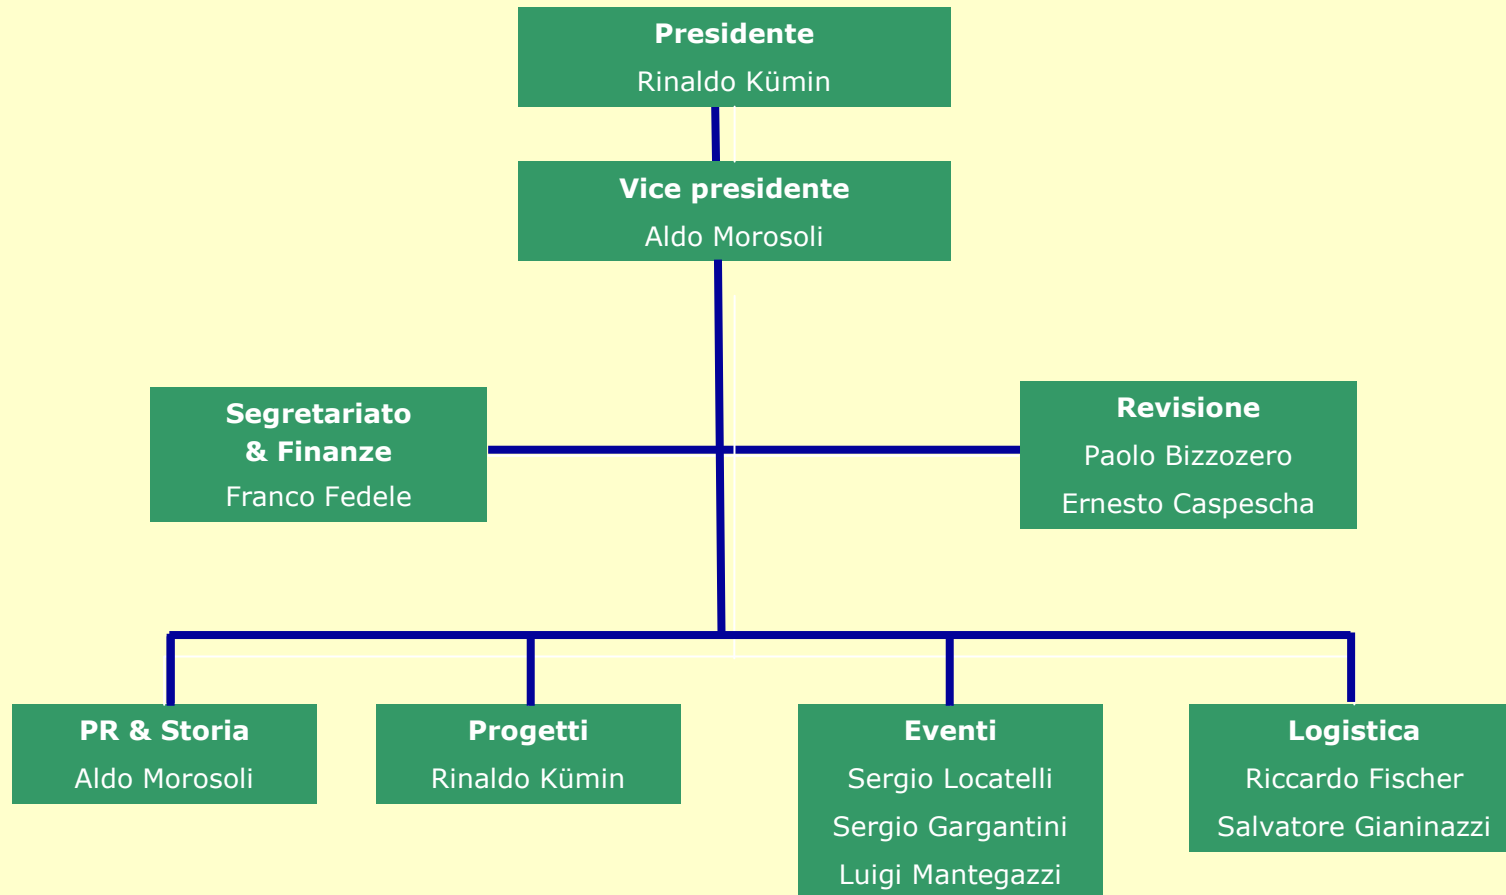 Presidente
Rinaldo Kümin
Vice presidente
Aldo Morosoli
Segretariato
& Finanze
Franco Fedele
Revisione
Paolo Bizzozero
Ernesto Caspescha
PR & Storia
Aldo Morosoli
Progetti
Rinaldo Kümin
Eventi
Sergio Locatelli
Sergio Gargantini
Luigi Mantegazzi
Logistica
Riccardo Fischer
Salvatore Gianinazzi